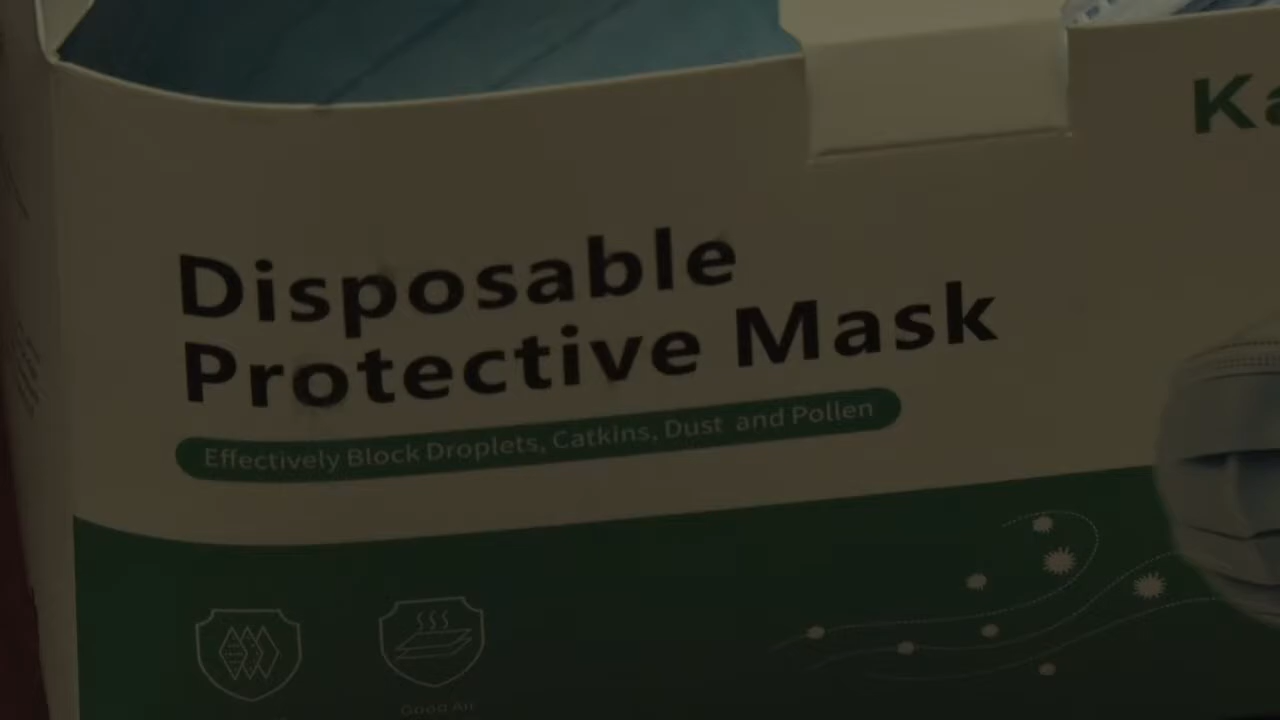 Disposable
Protective Mask
Effectively Block Droplets, Catkins, Dust and Pollen
Good Air